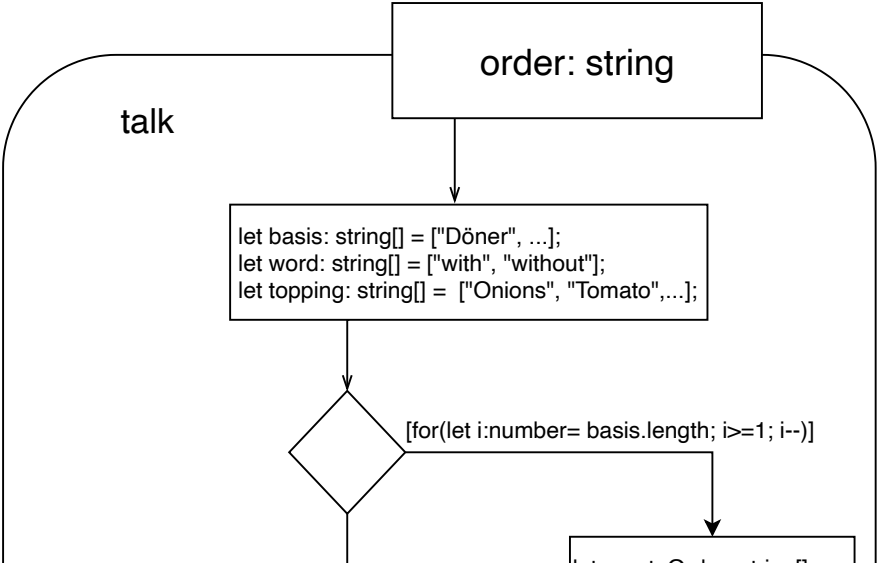 order: string
talk
let basis: string[] = ["Döner", ...];
let word: string[] = ["with", "without"];
let topping: string[] =  ["Onions", "Tomato",...];
[for(let i:number= basis.length; i>=1; i--)]